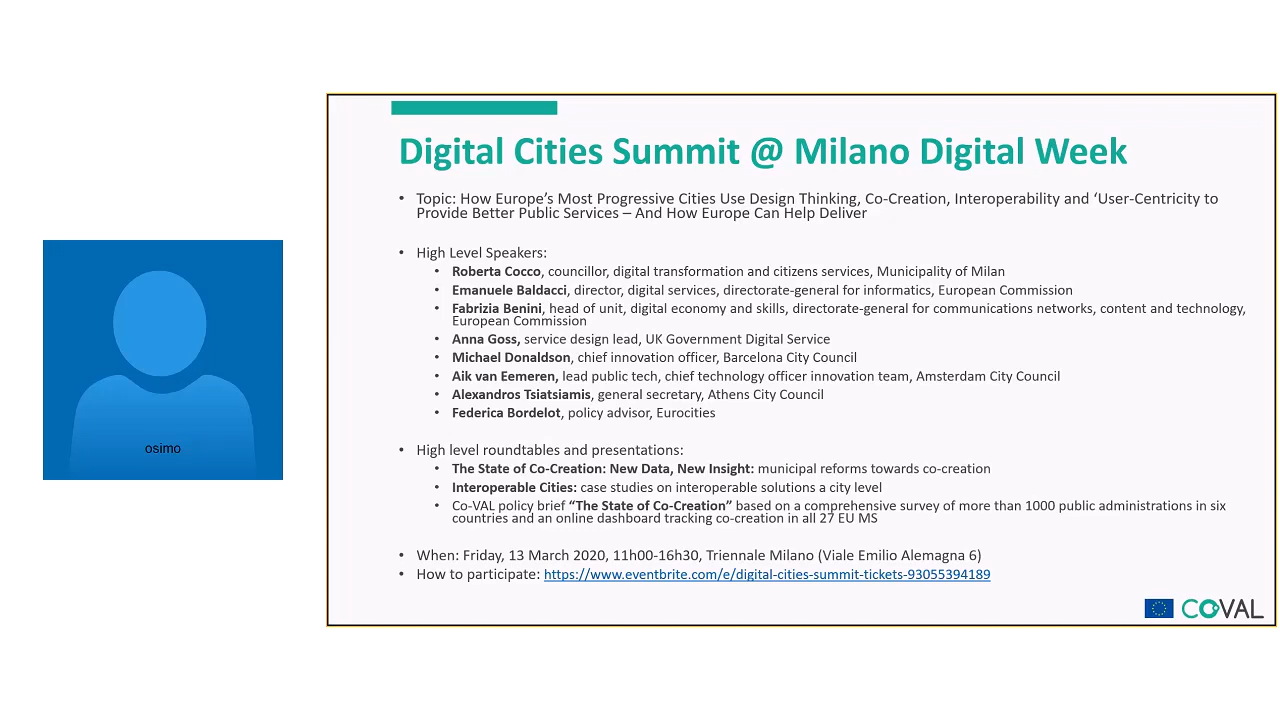 osimo
Digital Cities Summit @ Milano Digital Week
• Topic: How Europe's Most Progressive Cities Use Design Thinking, Co-Creation, Interoperability and ‘User-Centricity to
Provide Better Public Services – And How Europe Can Help Deliver
• High Level Speakers:
• Roberta Cocco, councillor, digital transformation and citizens services, Municipality of Milan
• Emanuele Baldacci, director, digital services, directorate-general for informatics, European Commission
• Fabrizia Benini, head of unit, digital economy and skills, directorate-general for communications networks, content and technology,
European Commission
• Anna Goss, service design lead, UK Government Digital Service
• Michael Donaldson, chief innovation officer, Barcelona City Council
• Aik van Eemeren, lead public tech, chief technology officer innovation team, Amsterdam City Council
• Alexandros Tsiatsiamis, general secretary, Athens City Council
• Federica Bordelot, policy advisor, Eurocities
• High level roundtables and presentations:
• The State of Co-Creation: New Data, New Insight: municipal reforms towards co-creation
• Interoperable Cities: case studies on interoperable solutions a city level
• Co-VAL policy brief “The State of Co-Creation” based on a comprehensive survey of more than 1000 public administrations in six
countries and an online dashboard tracking co-creation in all 27 EU MS
• When: Friday, 13 March 2020, 11h00-16h30, Triennale Milano (Viale Emilio Alemagna 6)
• How to participate: https://www.eventbrite.com/e/digital-cities-summit-tickets-93055394189
COVAL